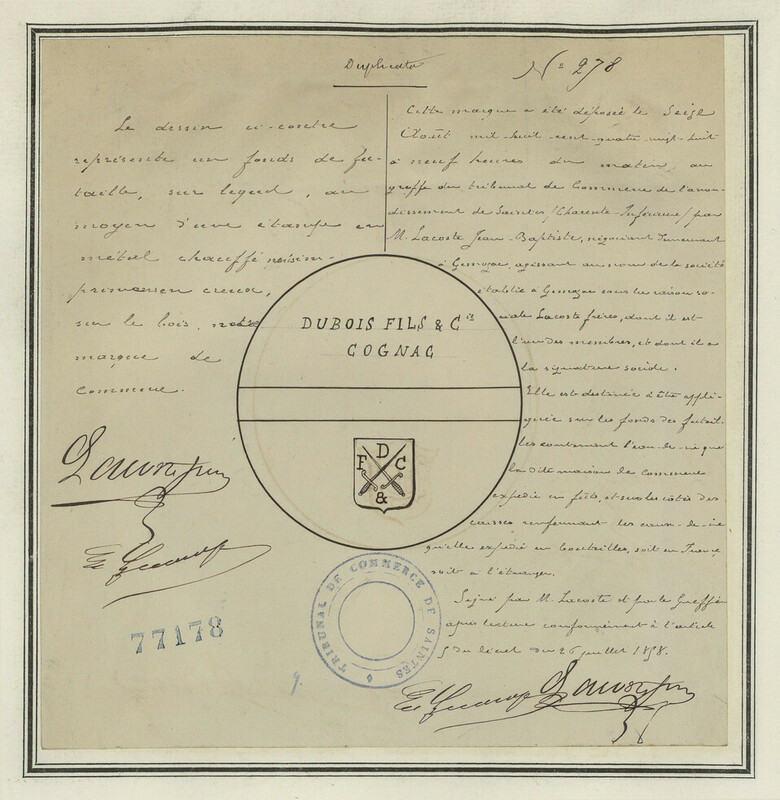 Duplicata
Nº 278
Le dessin ci-contre
représente un fonds de fu-
taille, sur lequel, au
moyen d'une étampe en
métal chauffé
primer en creux,
sur le bois, notre
marque de
commerce.
Cette marque a été déposée le Seize
Août mil huit cent quatre vingt huit
à neuf heures du matin, au
greffe du tribunal de Commerce de l'arron-
dissement de Saintes (Charente Inférieure) par
M. Lacoste Jean-Baptiste, négociant demeurant
à Gemozac, agissant au nom de la société
établie à Gemozac sous la raison so-
ciale Lacoste frères, dont il est
l'un des membres, et dont il a
la signature sociale.
Elle est destinée à être appli-
quée sur les fonds des futail-
les contenant l'eau-de-vie que
la dite maison de commerce
expédie en fûts, et sur les côtés des
caisses renfermant les eaux-de-vie
qu'elle expédie en bouteilles, soit en France,
soit à l'étranger.
Signé par M. Lacoste et par le Greffier
après lecture conformément à l'article
5 du décret du 26 juillet 1858.
DUBOIS FILS & Cie
COGNAC
D
F C
&
77178
TRIBUNAL DE COMMERCE DE SAINTES